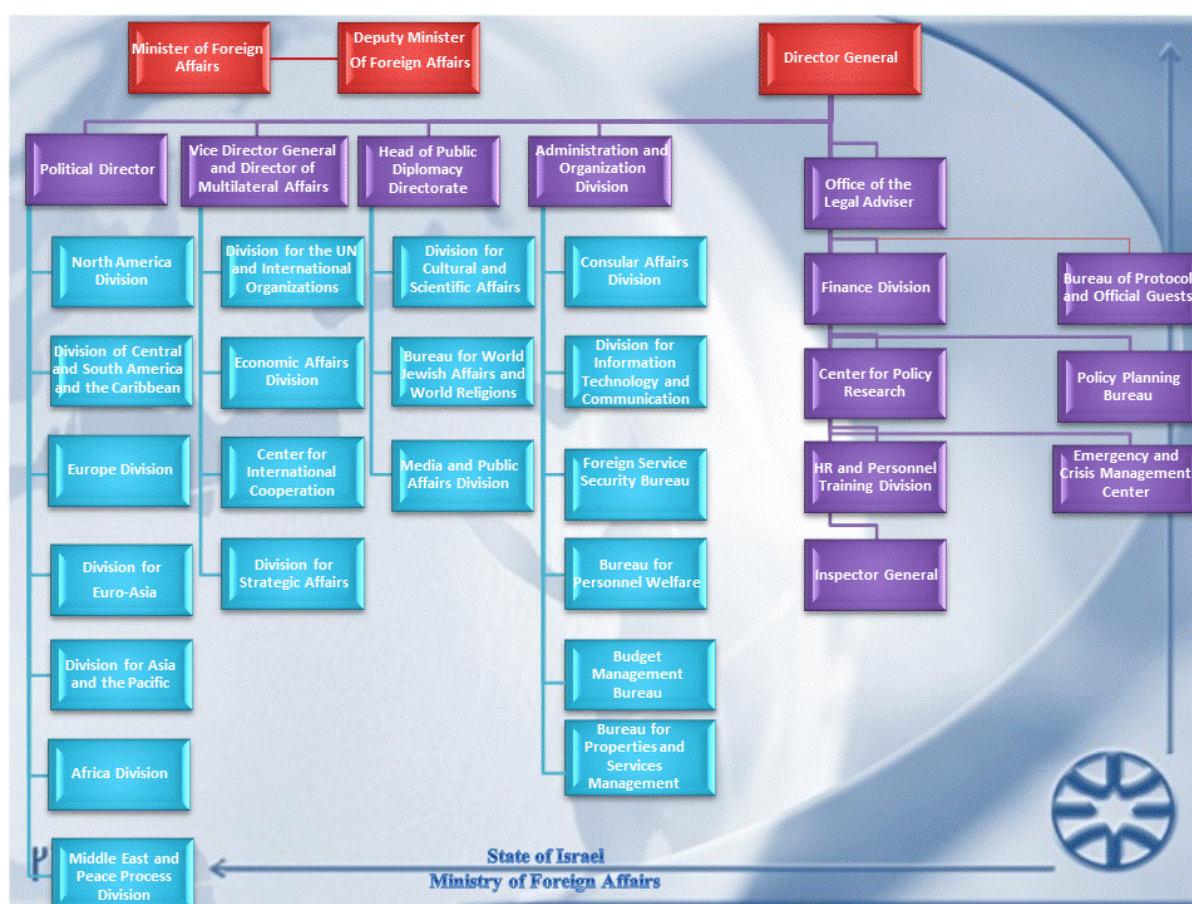 Minister of Foreign
Affairs
Deputy Minister
Of Foreign Affairs
Director General
Political Director
Vice Director General
and Director of
Multilateral Affairs
Head of Public
Diplomacy
Directorate
Administration and
Organization
Division
Office of the
Legal Adviser
North America
Division
Division of Central
and South America
and the Caribbean
Europe Division
Division for
Euro-Asia
Division for Asia
and the Pacific
Africa Division
Middle East and
Peace Process
Division
Division for the UN
and International
Organizations
Economic Affairs
Division
Center for
International
Cooperation
Division for
Strategic Affairs
Division for
Cultural and
Scientific Affairs
Bureau for World
Jewish Affairs and
World Religions
Media and Public
Affairs Division
Consular Affairs
Division
Division for
Information
Technology and
Communication
Foreign Service
Security Bureau
Bureau for
Personnel Welfare
Budget
Management
Bureau
Bureau for
Properties and
Services
Management
Finance Division
Center for Policy
Research
HR and Personnel
Training Division
Inspector General
Bureau of Protocol
and Official Guests
Policy Planning
Bureau
Emergency and
Crisis Management
Center
State of Israel
Ministry of Foreign Affairs